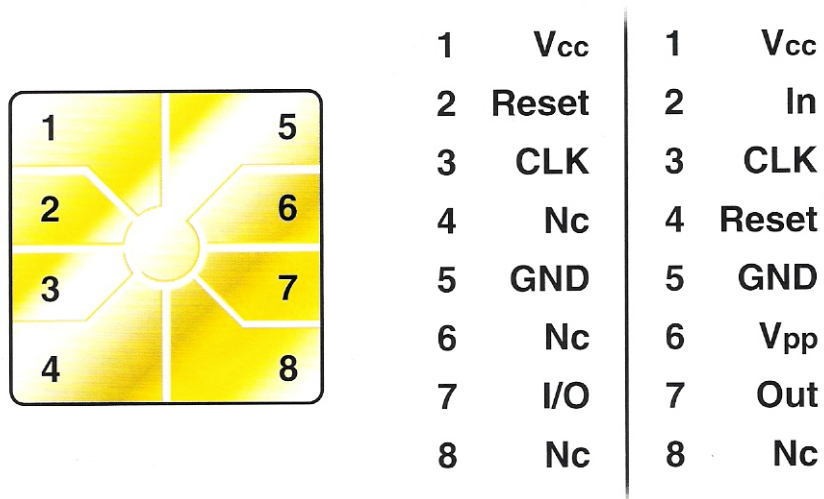 1 5
2 6
3 7
4 8
1 Vcc
2 Reset
3 CLK
4 Nc
5 GND
6 Nc
7 I/O
8 Nc
1 Vcc
2 In
3 CLK
4 Reset
5 GND
6 Vpp
7 Out
8 Nc